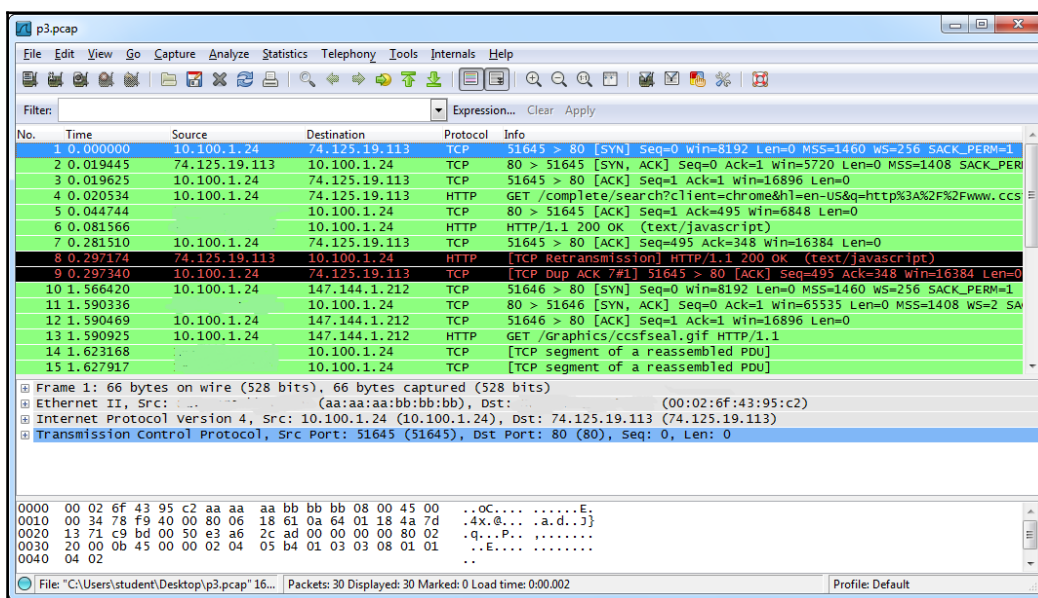 p3.pcap
File Edit View Go Capture Analyze Statistics Telephony Tools Internals Help
Filter: Expression... Clear Apply
No. Time Source Destination Protocol Info
1 0.000000 10.100.1.24 74.125.19.113 TCP 51645 > 80 [SYN] Seq=0 Win=8192 Len=0 MSS=1460 WS=256 SACK_PERM=1
2 0.019445 74.125.19.113 10.100.1.24 TCP 80 > 51645 [SYN, ACK] Seq=0 Ack=1 Win=5720 Len=0 MSS=1408 SACK_PERM
3 0.019625 10.100.1.24 74.125.19.113 TCP 51645 > 80 [ACK] Seq=1 Ack=1 Win=16896 Len=0
4 0.020534 10.100.1.24 74.125.19.113 HTTP GET /complete/search?client=chrome&hl=en-US&q=http%3A%2F%2Fwww.ccs
5 0.044744 10.100.1.24 TCP 80 > 51645 [ACK] Seq=1 Ack=495 Win=6848 Len=0
6 0.081566 10.100.1.24 HTTP HTTP/1.1 200 OK (text/javascript)
7 0.281510 10.100.1.24 74.125.19.113 TCP 51645 > 80 [ACK] Seq=495 Ack=348 Win=16384 Len=0
8 0.297174 74.125.19.113 10.100.1.24 HTTP [TCP Retransmission] HTTP/1.1 200 OK (text/javascript)
9 0.297340 10.100.1.24 74.125.19.113 TCP [TCP Dup ACK 7#1] 51645 > 80 [ACK] Seq=495 Ack=348 Win=16384 Len=0
10 1.566420 10.100.1.24 147.144.1.212 TCP 51646 > 80 [SYN] Seq=0 Win=8192 Len=0 MSS=1460 WS=256 SACK_PERM=1
11 1.590336 10.100.1.24 TCP 80 > 51646 [SYN, ACK] Seq=0 Ack=1 Win=65535 Len=0 MSS=1408 WS=2 SA
12 1.590469 10.100.1.24 147.144.1.212 TCP 51646 > 80 [ACK] Seq=1 Ack=1 Win=16896 Len=0
13 1.590925 10.100.1.24 147.144.1.212 HTTP GET /Graphics/ccsfseal.gif HTTP/1.1
14 1.623168 10.100.1.24 TCP [TCP segment of a reassembled PDU]
15 1.627917 10.100.1.24 TCP [TCP segment of a reassembled PDU]
Frame 1: 66 bytes on wire (528 bits), 66 bytes captured (528 bits)
Ethernet II, Src: (aa:aa:aa:bb:bb:bb), Dst: (00:02:6f:43:95:c2)
Internet Protocol Version 4, Src: 10.100.1.24 (10.100.1.24), Dst: 74.125.19.113 (74.125.19.113)
Transmission Control Protocol, Src Port: 51645 (51645), Dst Port: 80 (80), Seq: 0, Len: 0
0000 00 02 6f 43 95 c2 aa aa aa bb bb bb 08 00 45 00 ..oC.... ......E.
0010 00 34 78 f9 40 00 80 06 18 61 0a 64 01 18 4a 7d .4x.@... .a.d..J}
0020 13 71 c9 bd 00 50 e3 a6 2c ad 00 00 00 00 80 02 .q...P.. ,.......
0030 20 00 0b 45 00 00 02 04 05 b4 01 03 03 08 01 01 ..E.... ........
0040 04 02 ..
File: "C:\Users\student\Desktop\p3.pcap" 16... Packets: 30 Displayed: 30 Marked: 0 Load time: 0:00.002 Profile: Default